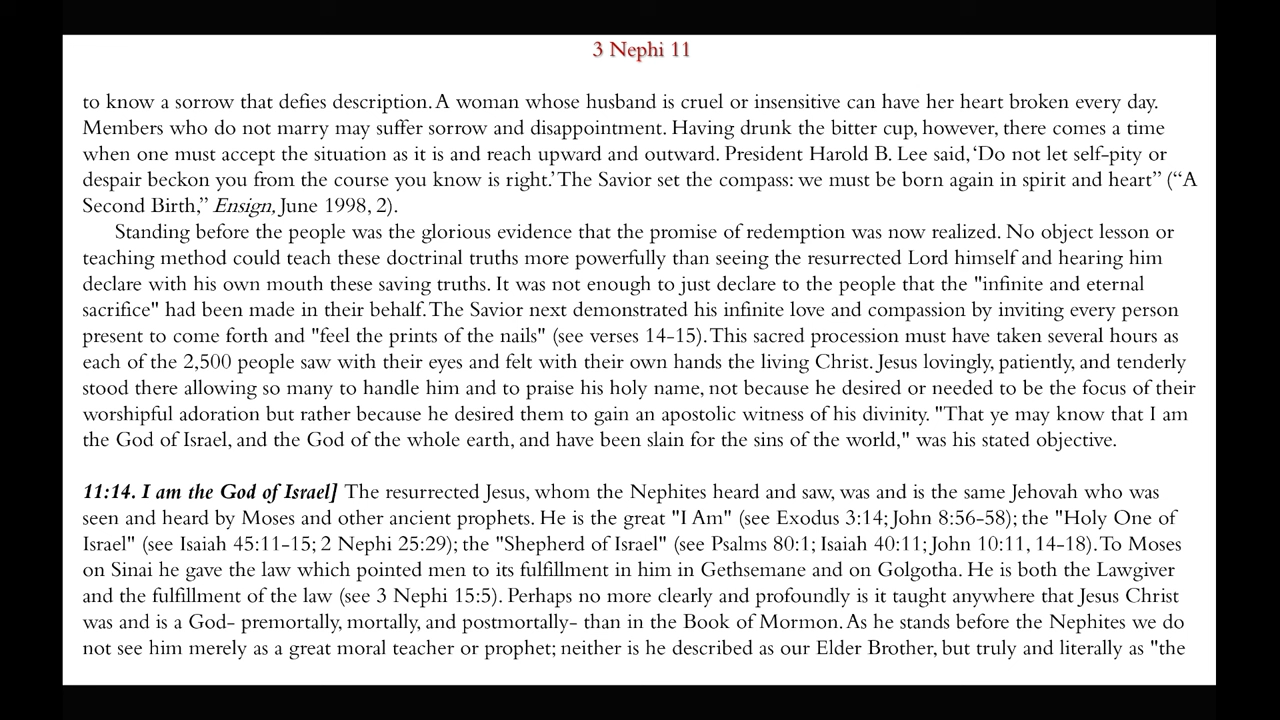 3 Nephi 11
to know a sorrow that defies description. A woman whose husband is cruel or insensitive can have her heart broken every day.
Members who do not marry may suffer sorrow and disappointment. Having drunk the bitter cup, however, there comes a time
when one must accept the situation as it is and reach upward and outward. President Harold B. Lee said, ‘Do not let self-pity or
despair beckon you from the course you know is right.’ The Savior set the compass: we must be born again in spirit and heart” (“A
Second Birth,” Ensign, June 1998, 2).
Standing before the people was the glorious evidence that the promise of redemption was now realized. No object lesson or
teaching method could teach these doctrinal truths more powerfully than seeing the resurrected Lord himself and hearing him
declare with his own mouth these saving truths. It was not enough to just declare to the people that the "infinite and eternal
sacrifice" had been made in their behalf. The Savior next demonstrated his infinite love and compassion by inviting every person
present to come forth and "feel the prints of the nails" (see verses 14-15). This sacred procession must have taken several hours as
each of the 2,500 people saw with their eyes and felt with their own hands the living Christ. Jesus lovingly, patiently, and tenderly
stood there allowing so many to handle him and to praise his holy name, not because he desired or needed to be the focus of their
worshipful adoration but rather because he desired them to gain an apostolic witness of his divinity. "That ye may know that I am
the God of Israel, and the God of the whole earth, and have been slain for the sins of the world," was his stated objective.
11:14. I am the God of Israel] The resurrected Jesus, whom the Nephites heard and saw, was and is the same Jehovah who was
seen and heard by Moses and other ancient prophets. He is the great "I Am" (see Exodus 3:14; John 8:56-58); the "Holy One of
Israel" (see Isaiah 45:11-15; 2 Nephi 25:29); the "Shepherd of Israel" (see Psalms 80:1; Isaiah 40:11; John 10:11, 14-18). To Moses
on Sinai he gave the law which pointed men to its fulfillment in him in Gethsemane and on Golgotha. He is both the Lawgiver
and the fulfillment of the law (see 3 Nephi 15:5). Perhaps no more clearly and profoundly is it taught anywhere that Jesus Christ
was and is a God- premortally, mortally, and postmortally- than in the Book of Mormon. As he stands before the Nephites we do
not see him merely as a great moral teacher or prophet; neither is he described as our Elder Brother, but truly and literally as "the